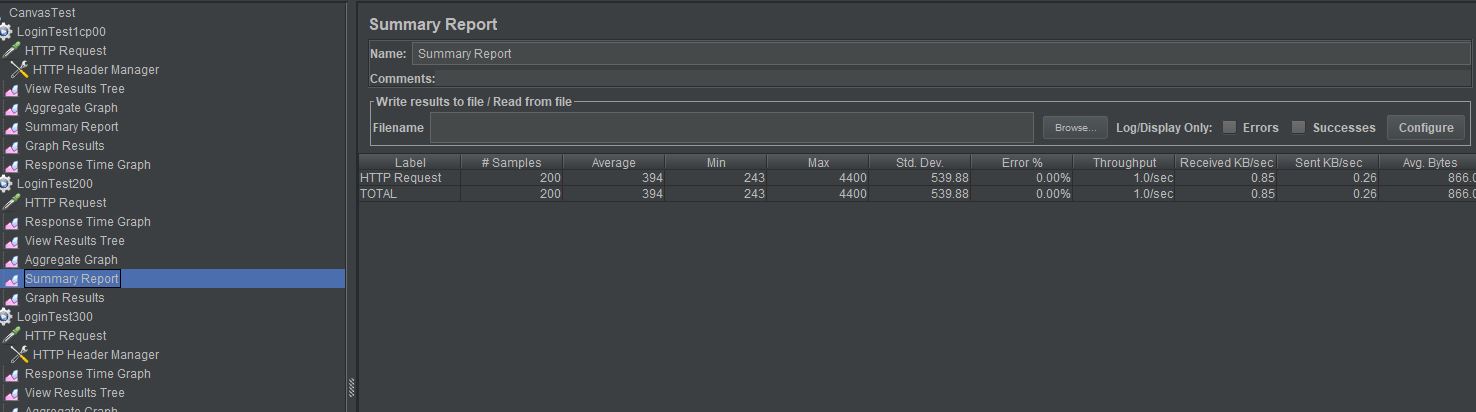 CanvasTest
LoginTest1cp00
HTTP Request
HTTP Header Manager
View Results Tree
Aggregate Graph
Summary Report
Graph Results
Response Time Graph
LoginTest200
HTTP Request
Response Time Graph
View Results Tree
Aggregate Graph
Summary Report
Graph Results
LoginTest300
HTTP Request
HTTP Header Manager
Response Time Graph
View Results Tree
Aggregate Graph
Summary Report
Name: Summary Report
Comments:
Write results to file / Read from file
Filename Browse... Log/Display Only: Errors Successes Configure
Label # Samples Average Min Max Std. Dev. Error % Throughput Received KB/sec Sent KB/sec Avg. Bytes
HTTP Request 200 394 243 4400 539.88 0.00% 1.0/sec 0.85 0.26 866.0
TOTAL 200 394 243 4400 539.88 0.00% 1.0/sec 0.85 0.26 866.0